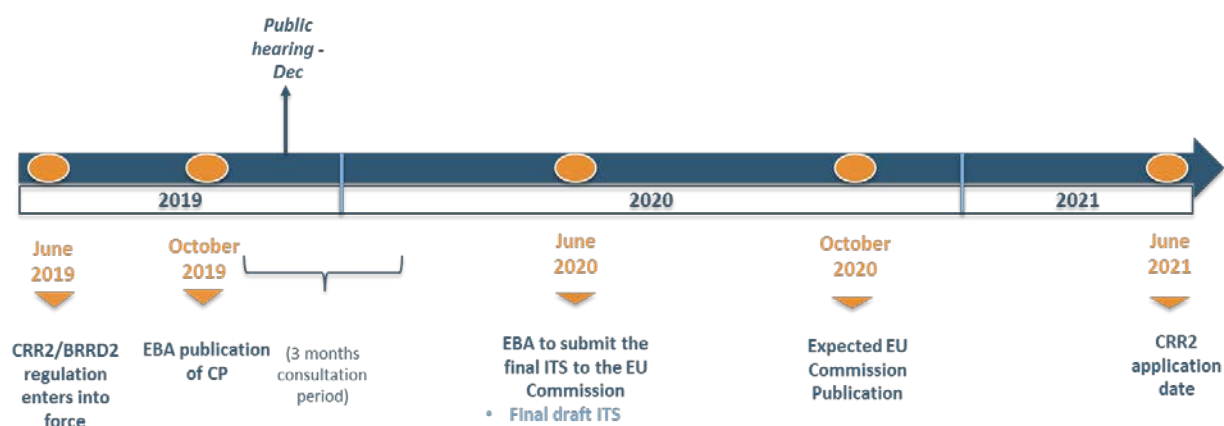 Public
hearing -
Dec
2019
2020
2021
June
2019
October
2019
June
2020
October
2020
June
2021
CRR2/BRRD2
regulation
enters into
force
EBA publication
of CP
(3 months
consultation
period)
EBA to submit the
final ITS to the EU
Commission
• Final draft ITS
Expected EU
Commission
Publication
CRR2
application
date